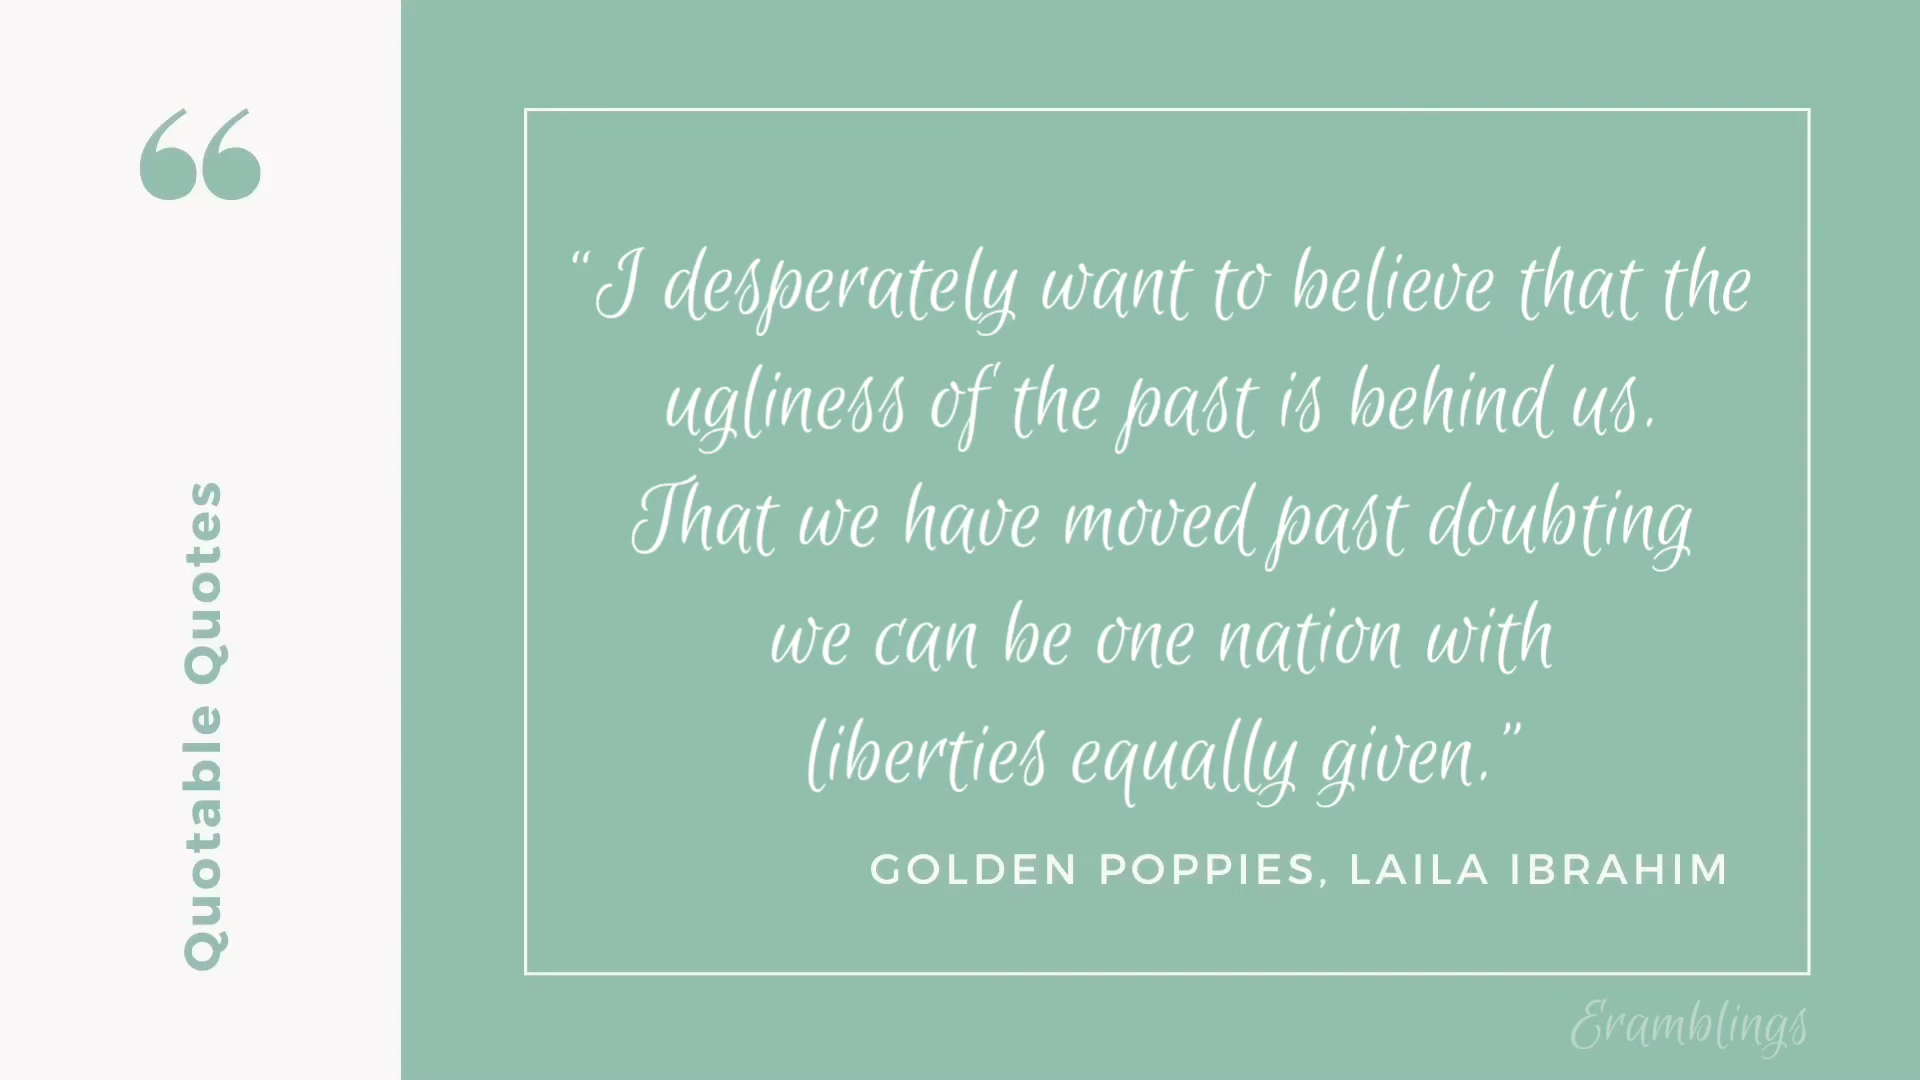 “
Quotable Quotes
“I desperately want to believe that the
ugliness of the past is behind us.
That we have moved past doubting
we can be one nation with
liberties equally given.”
GOLDEN POPPIES, LAILA IBRAHIM
Eramblings